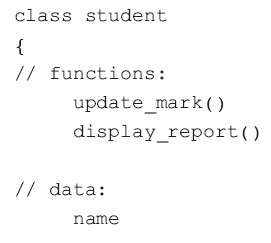 class student
{
// functions:
update_mark()
display_report()
// data:
name